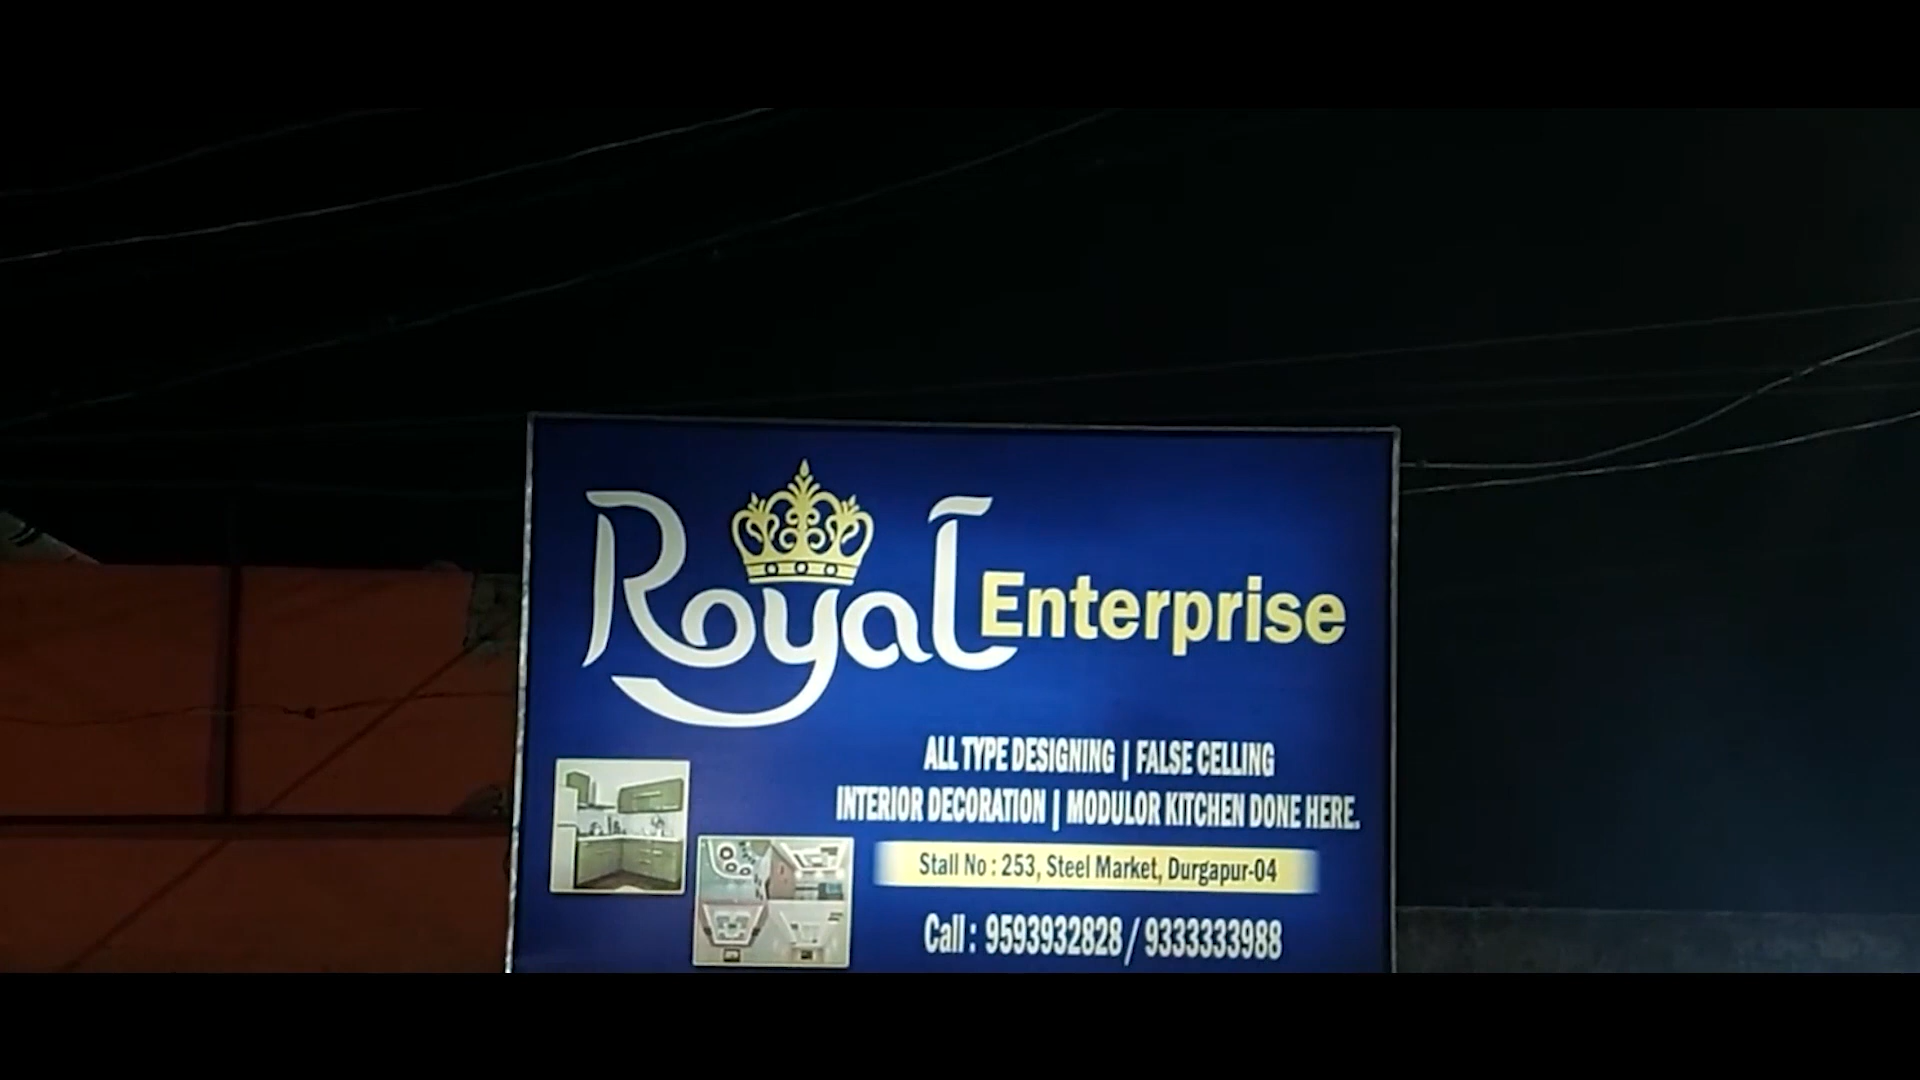 Royal Enterprise
ALL TYPE DESIGNING | FALSE CELLING
INTERIOR DECORATION | MODULOR KITCHEN DONE HERE.
Stall No : 253, Steel Market, Durgapur-04
Call : 9593932828 / 9333333988